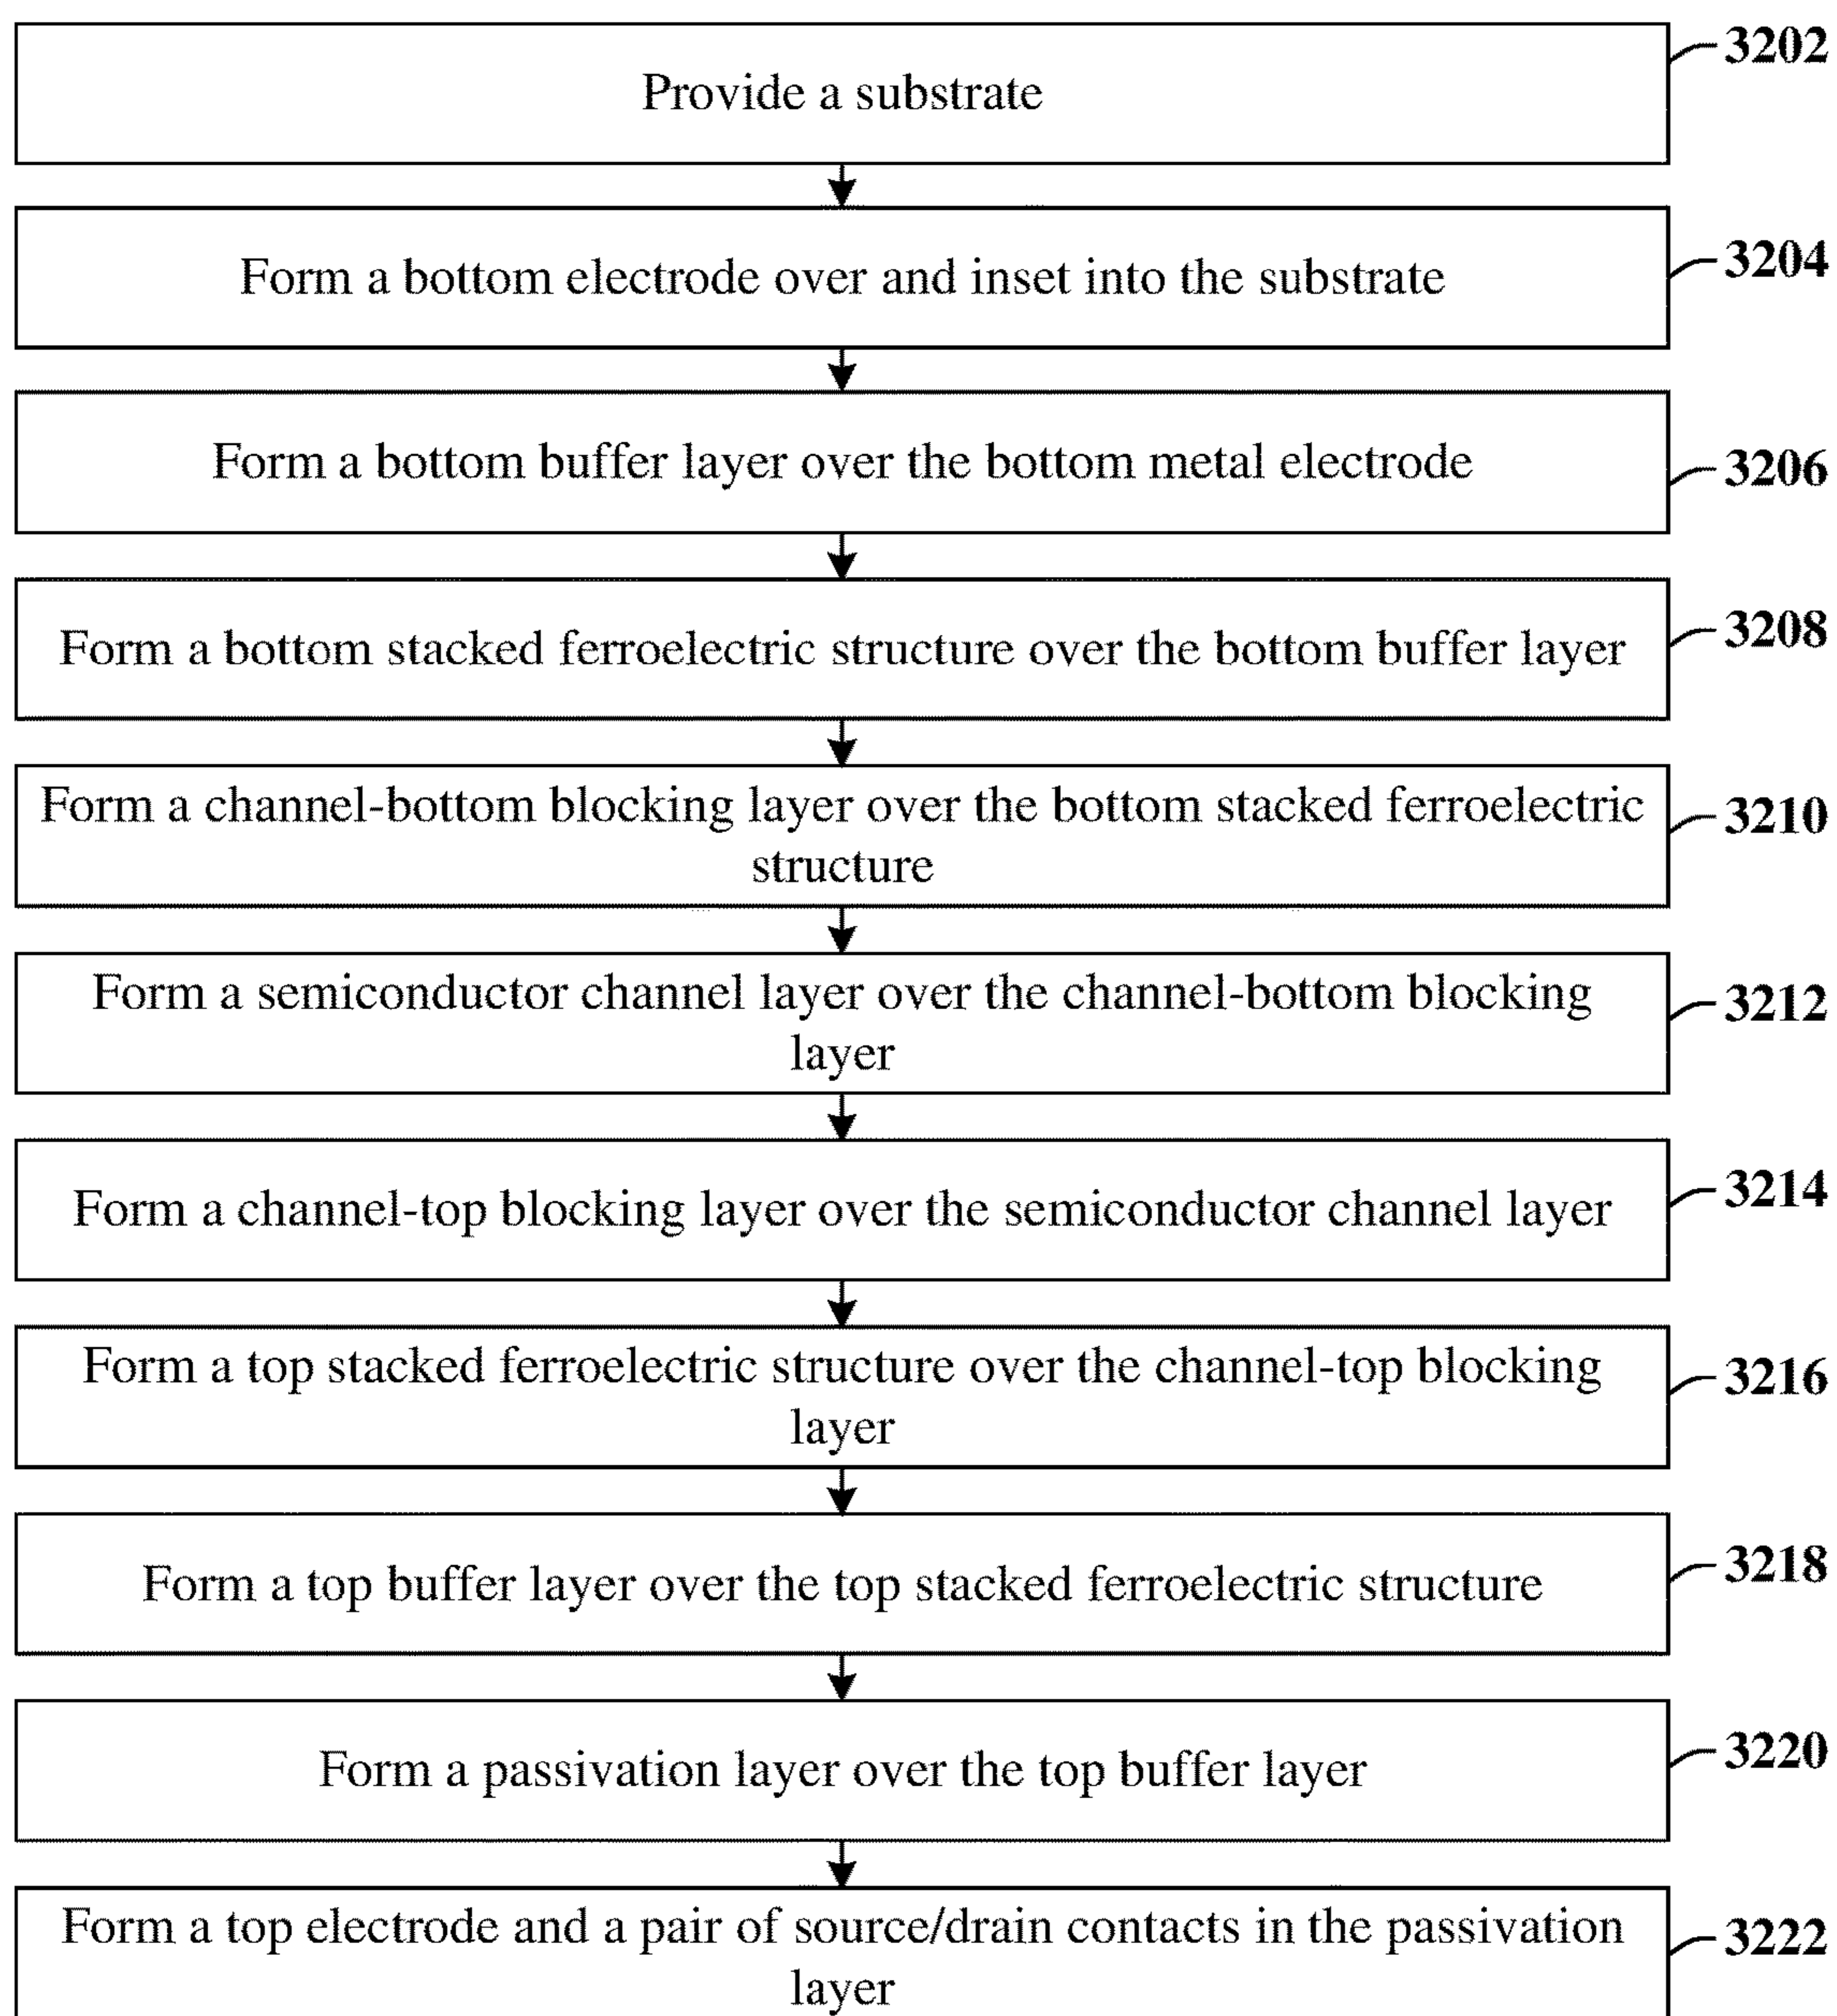 Provide a substrate
3202
Form a bottom electrode over and inset into the substrate
3204
Form a bottom buffer layer over the bottom metal electrode
3206
Form a bottom stacked ferroelectric structure over the bottom buffer layer
3208
Form a channel-bottom blocking layer over the bottom stacked ferroelectric
structure
3210
Form a semiconductor channel layer over the channel-bottom blocking
layer
3212
Form a channel-top blocking layer over the semiconductor channel layer
3214
Form a top stacked ferroelectric structure over the channel-top blocking
layer
3216
Form a top buffer layer over the top stacked ferroelectric structure
3218
Form a passivation layer over the top buffer layer
3220
Form a top electrode and a pair of source/drain contacts in the passivation
layer
3222